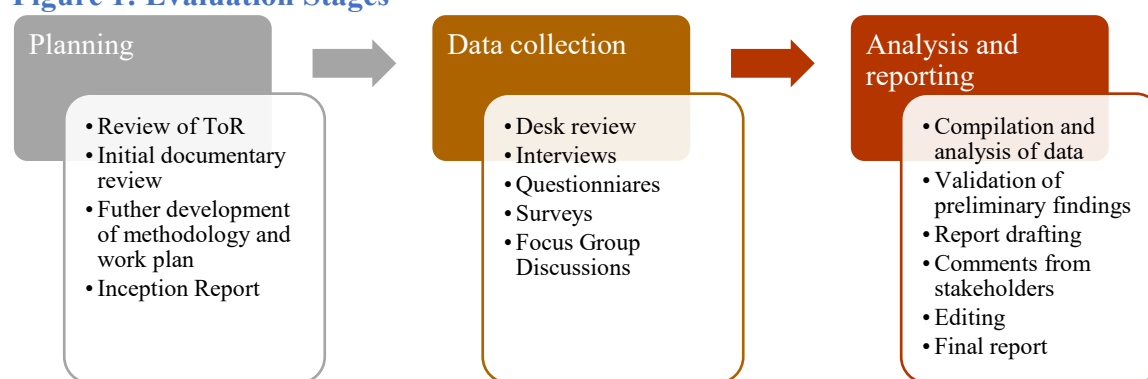 Figure 1: Evaluation Stages
Planning
• Review of ToR
• Initial documentary
review
• Futher development
of methodology and
work plan
• Inception Report
Data collection
• Desk review
• Interviews
• Questionniares
• Surveys
• Focus Group
Discussions
Analysis and
reporting
• Compilation and
analysis of data
• Validation of
preliminary findings
• Report drafting
• Comments from
stakeholders
• Editing
• Final report